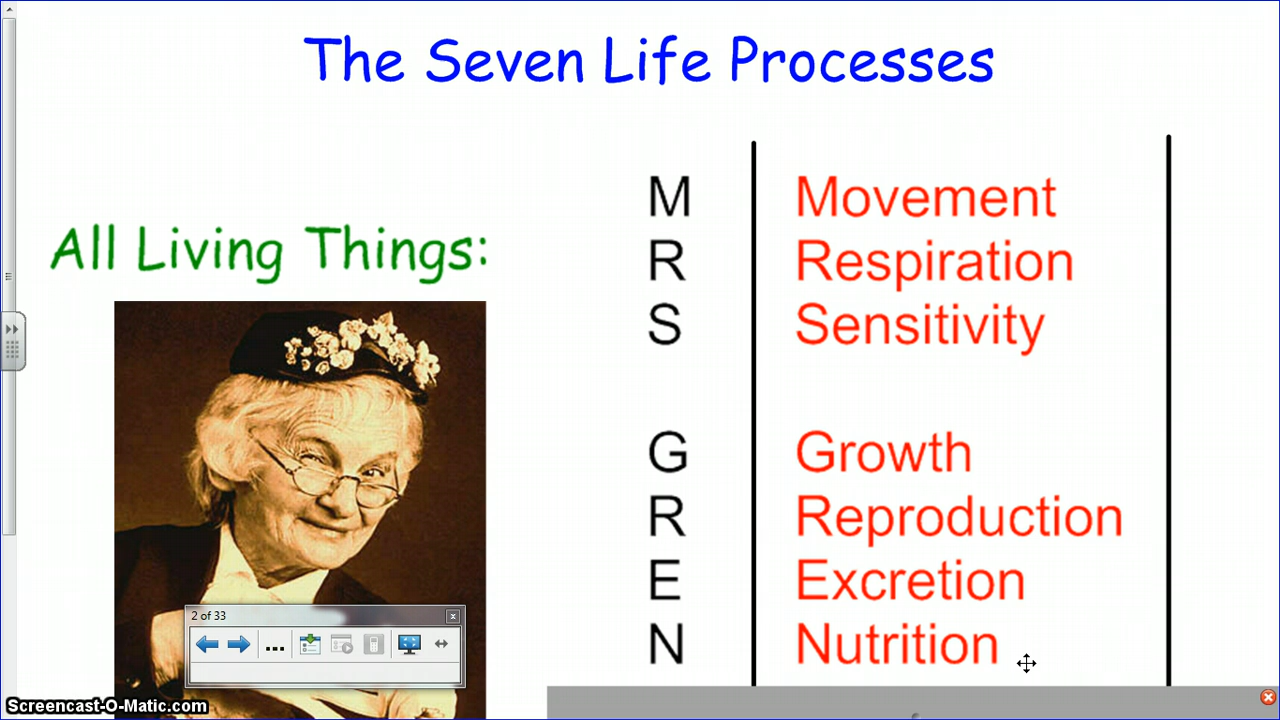 The Seven Life Processes
All Living Things:
M Movement
R Respiration
S Sensitivity
G Growth
R Reproduction
E Excretion
N Nutrition
2 of 33
...
Screencast-O-Matic.com